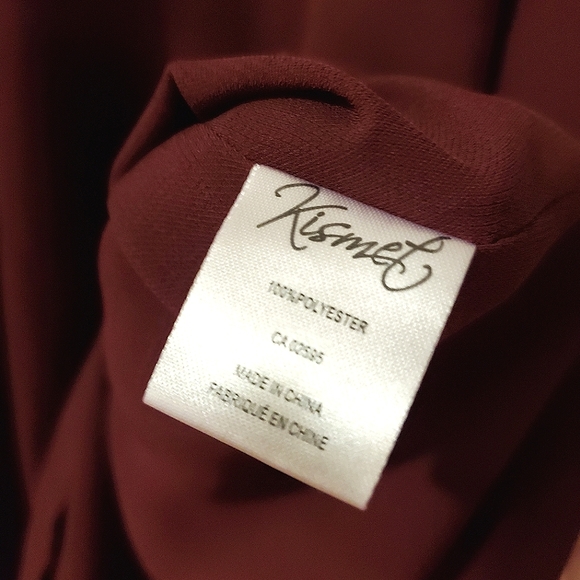 Kismet
100%POLYESTER
CA 02595
MADE IN CHINA
FABRIQUÉ EN CHINE